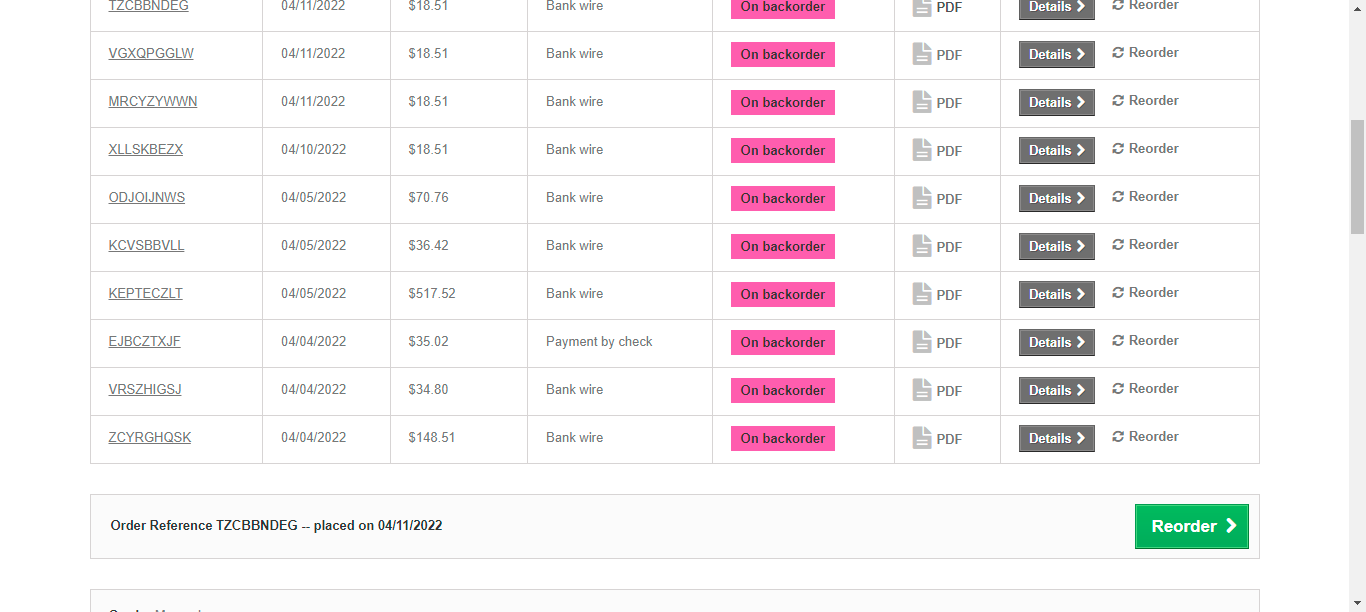 TZCBBNDEG 04/11/2022 $18.51 Bank wire On backorder PDF Details Reorder
VGXQPGGLW 04/11/2022 $18.51 Bank wire On backorder PDF Details Reorder
MRCYZYWWN 04/11/2022 $18.51 Bank wire On backorder PDF Details Reorder
XLLSKBEZX 04/10/2022 $18.51 Bank wire On backorder PDF Details Reorder
ODJOIJNWS 04/05/2022 $70.76 Bank wire On backorder PDF Details Reorder
KCVSBBVLL 04/05/2022 $36.42 Bank wire On backorder PDF Details Reorder
KEPTECZLT 04/05/2022 $517.52 Bank wire On backorder PDF Details Reorder
EJBCZTXJF 04/04/2022 $35.02 Payment by check On backorder PDF Details Reorder
VRSZHIGSJ 04/04/2022 $34.80 Bank wire On backorder PDF Details Reorder
ZCYRGHQSK 04/04/2022 $148.51 Bank wire On backorder PDF Details Reorder
Order Reference TZCBBNDEG -- placed on 04/11/2022 Reorder